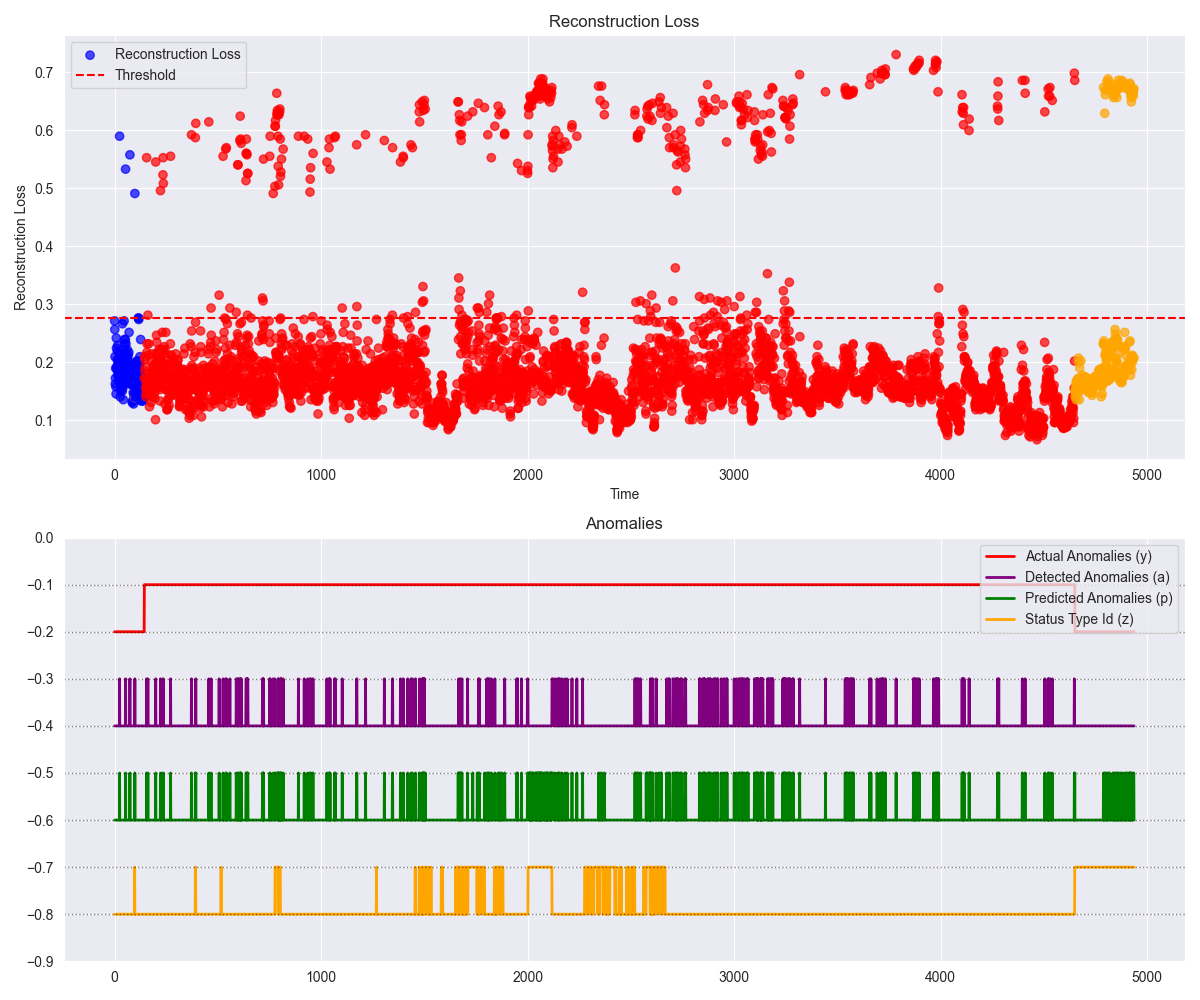 Reconstruction Loss
Reconstruction Loss
Threshold
0.7
0.6
0.5
0.4
0.3
0.2
0.1
Reconstruction Loss
0 1000 2000 3000 4000 5000
Time
Anomalies
Actual Anomalies (y)
Detected Anomalies (a)
Predicted Anomalies (p)
Status Type Id (z)
0.0
−0.1
−0.2
−0.3
−0.4
−0.5
−0.6
−0.7
−0.8
−0.9
0 1000 2000 3000 4000 5000